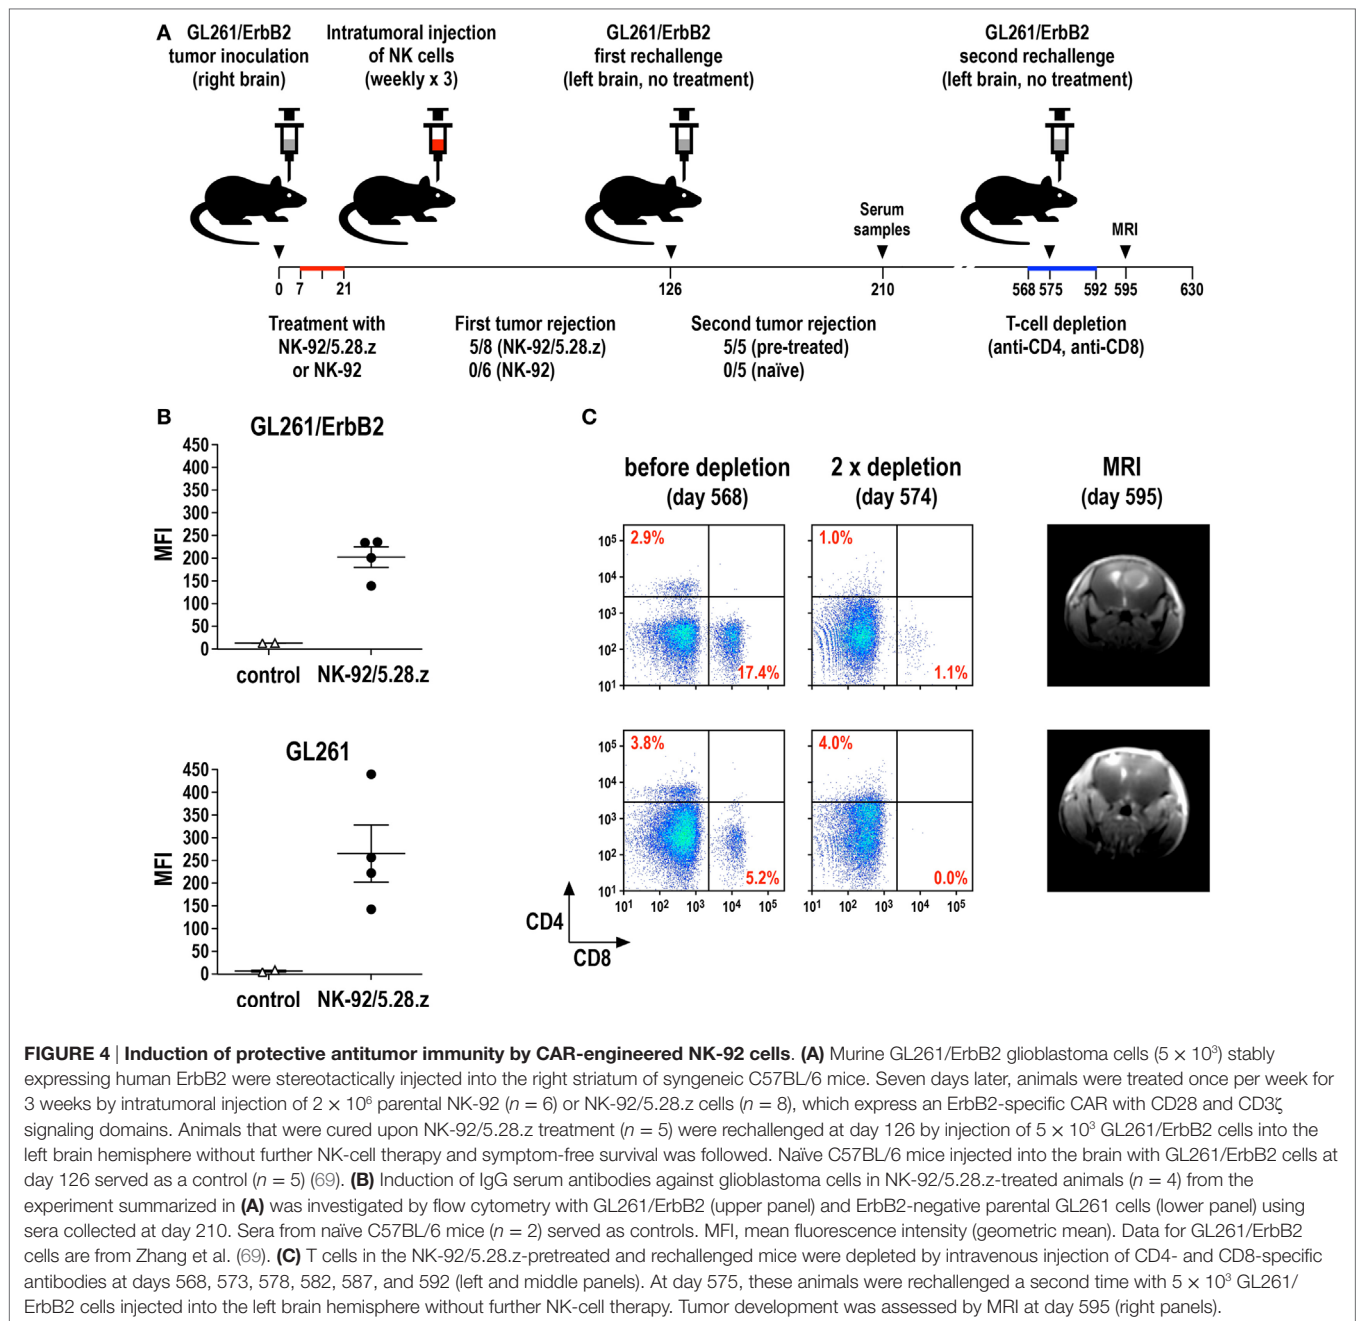 A
GL261/ErbB2
tumor inoculation
(right brain)
Intratumoral injection
of NK cells
(weekly x 3)
GL261/ErbB2
first rechallenge
(left brain, no treatment)
GL261/ErbB2
second rechallenge
(left brain, no treatment)
Serum
samples
MRI
0 7 21 126 210 568 575 592 595 630
Treatment with
NK-92/5.28.z
or NK-92
First tumor rejection
5/8 (NK-92/5.28.z)
0/6 (NK-92)
Second tumor rejection
5/5 (pre-treated)
0/5 (naïve)
T-cell depletion
(anti-CD4, anti-CD8)
B
GL261/ErbB2
450
400
350
300
250
200
150
100
50
0
MFI
control NK-92/5.28.z
GL261
450
400
350
300
250
200
150
100
50
0
MFI
control NK-92/5.28.z
C
before depletion
(day 568)
2 x depletion
(day 574)
MRI
(day 595)
10⁵
10⁴
10³
10²
10¹
2.9%
17.4%
1.0%
1.1%
10⁵
10⁴
10³
10²
10¹
3.8%
5.2%
4.0%
0.0%
10¹ 10² 10³ 10⁴ 10⁵
10¹ 10² 10³ 10⁴ 10⁵
CD4
CD8
FIGURE 4 | Induction of protective antitumor immunity by CAR-engineered NK-92 cells. (A) Murine GL261/ErbB2 glioblastoma cells (5 × 10³) stably
expressing human ErbB2 were stereotactically injected into the right striatum of syngeneic C57BL/6 mice. Seven days later, animals were treated once per week for
3 weeks by intratumoral injection of 2 × 10⁶ parental NK-92 (n = 6) or NK-92/5.28.z cells (n = 8), which express an ErbB2-specific CAR with CD28 and CD3ζ
signaling domains. Animals that were cured upon NK-92/5.28.z treatment (n = 5) were rechallenged at day 126 by injection of 5 × 10³ GL261/ErbB2 cells into the
left brain hemisphere without further NK-cell therapy and symptom-free survival was followed. Naïve C57BL/6 mice injected into the brain with GL261/ErbB2 cells at
day 126 served as a control (n = 5) (69). (B) Induction of IgG serum antibodies against glioblastoma cells in NK-92/5.28.z-treated animals (n = 4) from the
experiment summarized in (A) was investigated by flow cytometry with GL261/ErbB2 (upper panel) and ErbB2-negative parental GL261 cells (lower panel) using
sera collected at day 210. Sera from naïve C57BL/6 mice (n = 2) served as controls. MFI, mean fluorescence intensity (geometric mean). Data for GL261/ErbB2
cells are from Zhang et al. (69). (C) T cells in the NK-92/5.28.z-pretreated and rechallenged mice were depleted by intravenous injection of CD4- and CD8-specific
antibodies at days 568, 573, 578, 582, 587, and 592 (left and middle panels). At day 575, these animals were rechallenged a second time with 5 × 10³ GL261/
ErbB2 cells injected into the left brain hemisphere without further NK-cell therapy. Tumor development was assessed by MRI at day 595 (right panels).